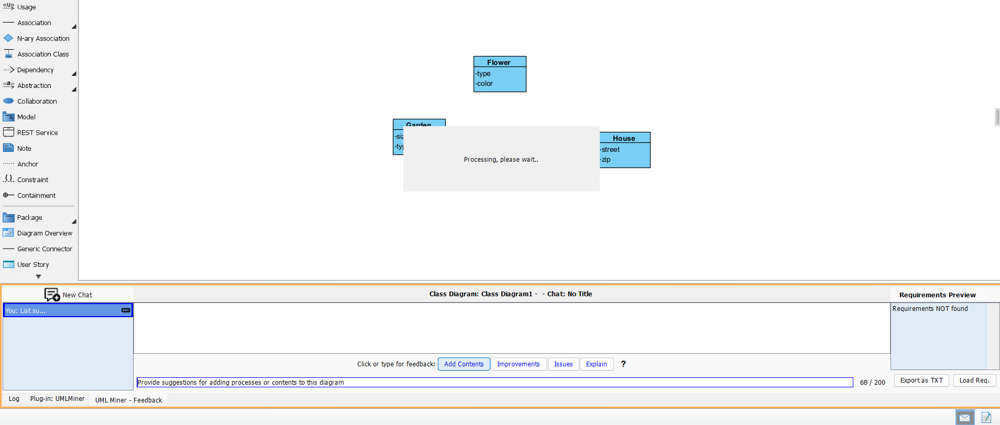 Usage
Association
N-ary Association
Association Class
Dependency
Abstraction
Collaboration
Model
REST Service
Note
Anchor
Constraint
Containment
Package
Diagram Overview
Generic Connector
User Story
Flower
-type
-color
Garden
-siz
-typ
Processing, please wait..
House
-street
-zip
New Chat
You: List su...
Class Diagram: Class Diagram1 - - Chat: No Title
Requirements Preview
Requirements NOT found
Click or type for feedback: Add Contents Improvements Issues Explain ?
Provide suggestions for adding processes or contents to this diagram 68 / 200
Export as TXT Load Req.
Log Plug-in: UMLMiner UML Miner - Feedback